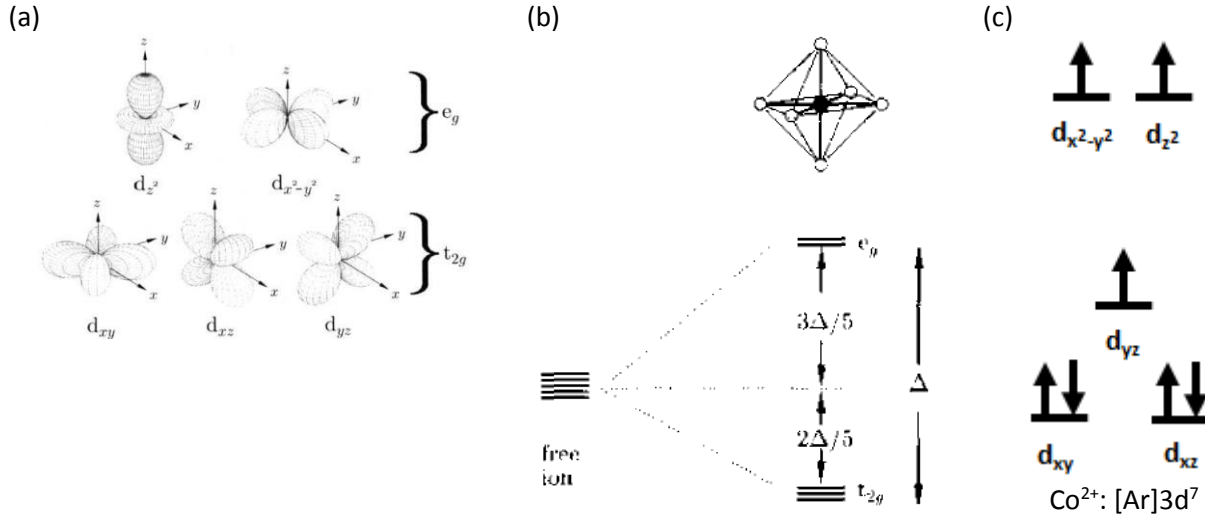 (a)
z
y
x
d_z²
z
y
x
d_x²-y²
e_g
z
y
x
d_xy
z
y
x
d_xz
z
y
x
d_yz
t_2g
(b)
free
ion
e_g
3Δ/5
Δ
2Δ/5
t_2g
(c)
d_x²-y²
d_z²
d_yz
d_xy
d_xz
Co²⁺: [Ar]3d⁷